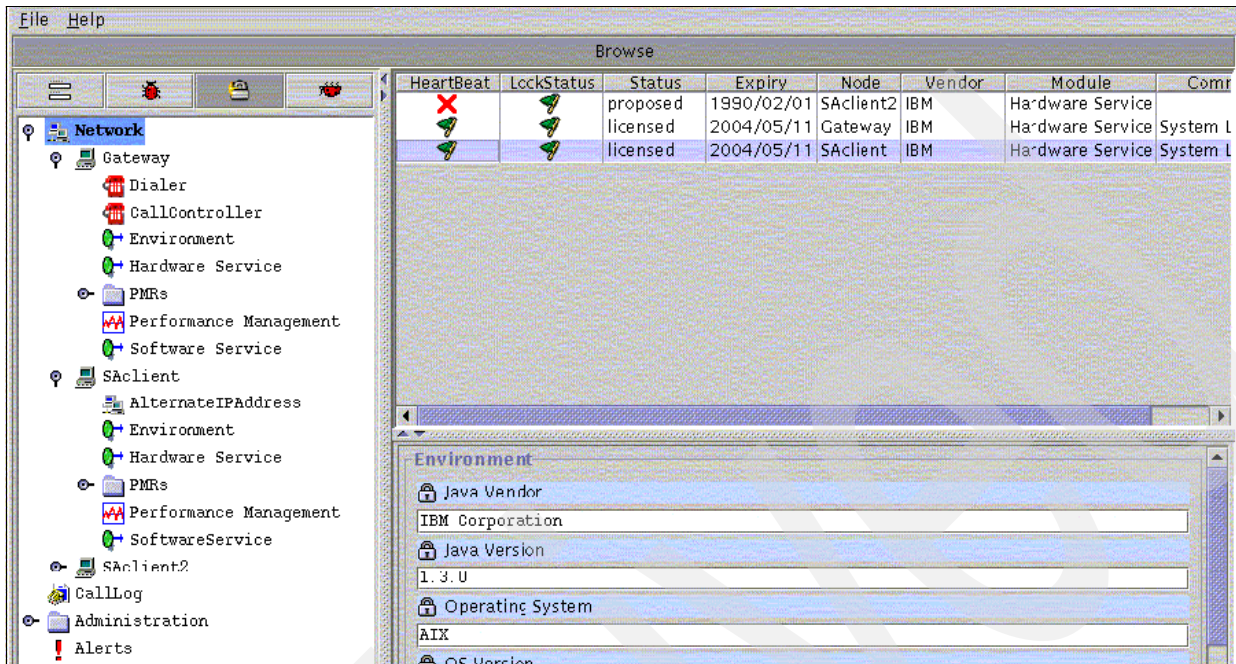 File Help
Browse
HeartBeat LockStatus Status Expiry Node Vendor Module Comm
proposed 1990/02/01 SAclient2 IBM Hardware Service
licensed 2004/05/11 Gateway IBM Hardware Service System L
licensed 2004/05/11 SAclient IBM Hardware Service System L
Network
Gateway
Dialer
CallController
Environment
Hardware Service
PMRs
Performance Management
Software Service
SAclient
AlternateIPAddress
Environment
Hardware Service
PMRs
Performance Management
SoftwareService
SAclient2
CallLog
Administration
Alerts
Environment
Java Vendor
IBM Corporation
Java Version
1.3.0
Operating System
AIX
OS Version